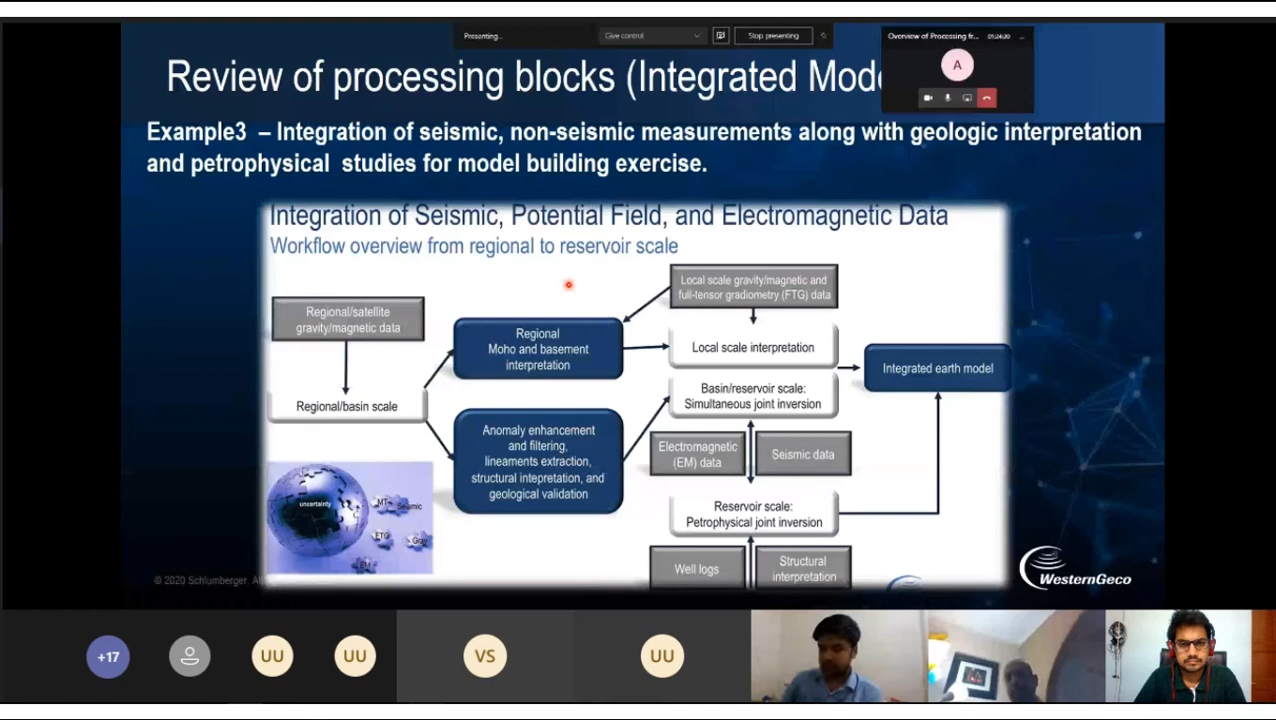 Presenting...
Give control
Stop presenting
Overview of Processing fr...
01:24:20
...
A
Review of processing blocks (Integrated Mode
Example3 – Integration of seismic, non-seismic measurements along with geologic interpretation
and petrophysical studies for model building exercise.
Integration of Seismic, Potential Field, and Electromagnetic Data
Workflow overview from regional to reservoir scale
Regional/satellite
gravity/magnetic data
Regional/basin scale
Regional
Moho and basement
interpretation
Anomaly enhancement
and filtering,
lineaments extraction,
structural intepretation, and
geological validation
Local scale gravity/magnetic and
full-tensor gradiometry (FTG) data
Local scale interpretation
Basin/reservoir scale:
Simultaneous joint inversion
Electromagnetic
(EM) data
Seismic data
Reservoir scale:
Petrophysical joint inversion
Well logs
Structural
interpretation
Integrated earth model
uncertainty
MT
Seismic
FTG
Grav
EM
© 2020 Schlumberger. Al
WesternGeco
+17
UU
UU
VS
UU